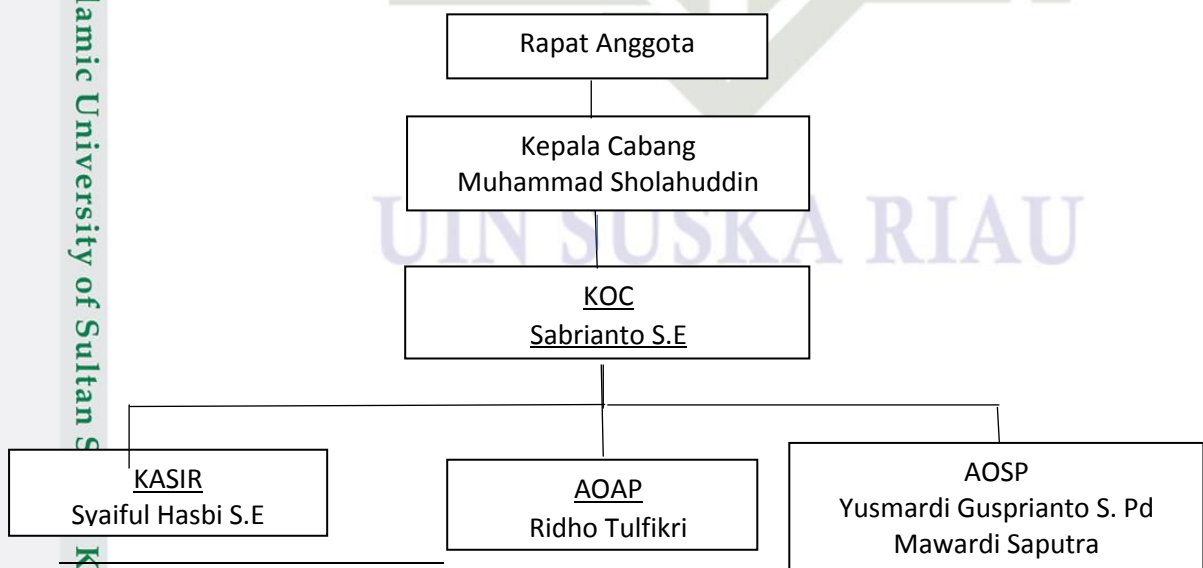 Rapat Anggota
Kepala Cabang
Muhammad Sholahuddin
UIN SUSKA RIAU
KOC
Sabrianto S.E
KASIR
Syaiful Hasbi S.E
AOAP
Ridho Tulfikri
AOSP
Yusmardi Gusprianto S. Pd
Mawardi Saputra
lamic University of Sultan S
K